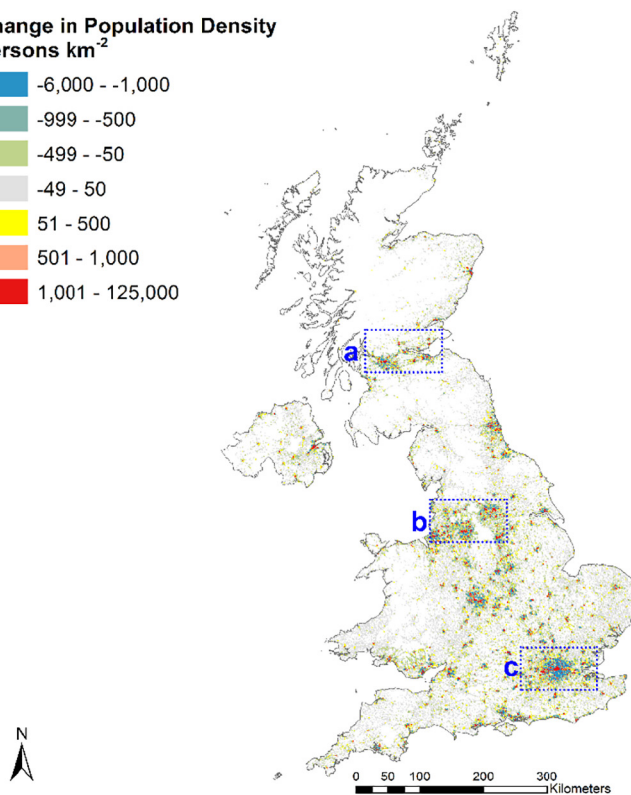 hange in Population Density
ersons km⁻²
-6,000 - -1,000
-999 - -500
-499 - -50
-49 - 50
51 - 500
501 - 1,000
1,001 - 125,000
a
b
c
N
0 50 100 200 300
Kilometers